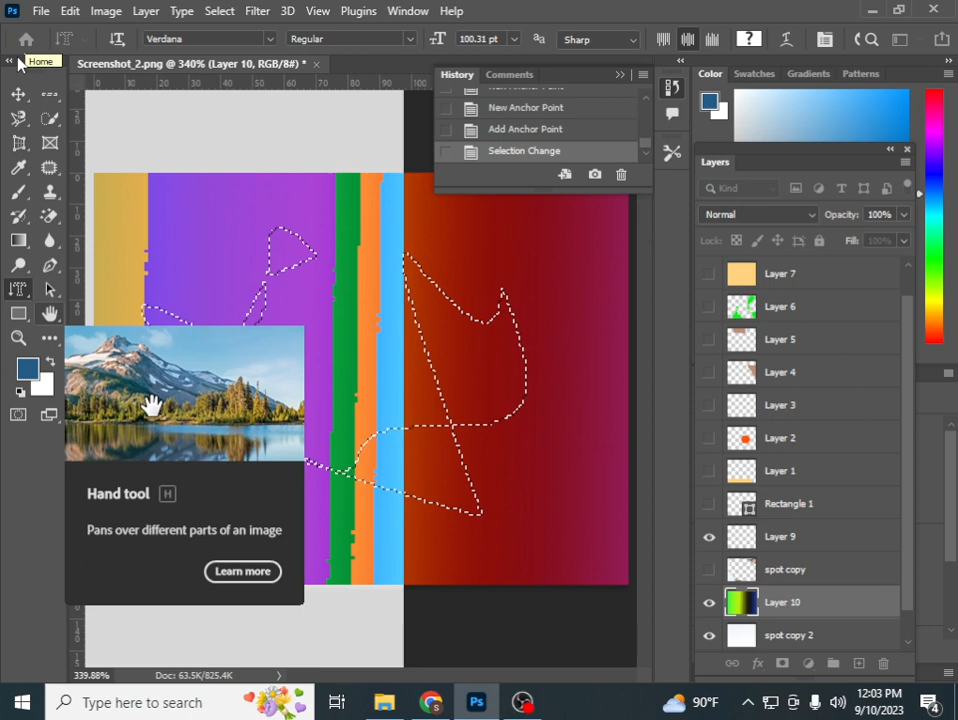 Ps File Edit Image Layer Type Select Filter 3D View Plugins Window Help
Verdana Regular 100.31 pt aa Sharp 3D
Home
Screenshot_2.png @ 340% (Layer 10, RGB/8#) *
History Comments
New Anchor Point
Add Anchor Point
Selection Change
Color Swatches Gradients Patterns
Layers
Kind
Normal Opacity: 100%
Lock: Fill: 100%
Layer 7
Layer 6
Layer 5
Layer 4
Layer 3
Layer 2
Layer 1
Rectangle 1
Layer 9
spot copy
Layer 10
spot copy 2
Hand tool H
Pans over different parts of an image
Learn more
339.88% Doc: 63.5K/825.4K
Type here to search
Ps
90°F
12:03 PM
9/10/2023
4